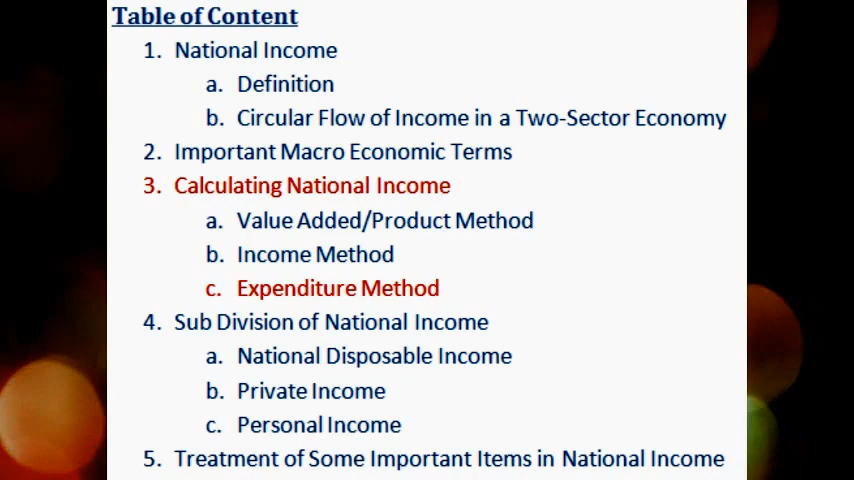 Table of Content
1. National Income
a. Definition
b. Circular Flow of Income in a Two-Sector Economy
2. Important Macro Economic Terms
3. Calculating National Income
a. Value Added/Product Method
b. Income Method
c. Expenditure Method
4. Sub Division of National Income
a. National Disposable Income
b. Private Income
c. Personal Income
5. Treatment of Some Important Items in National Income